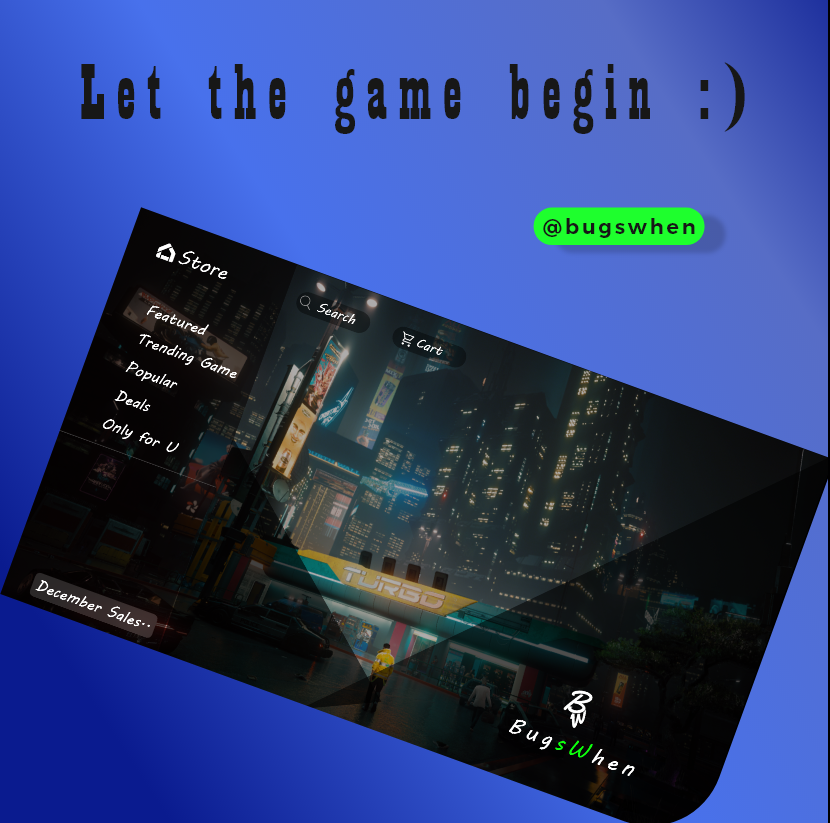 Let the game begin :)
@bugswhen
Store
Search
Cart
Featured
Trending Game
Popular
Deals
Only for U
TURBO
December Sales..
B
BugsWhen